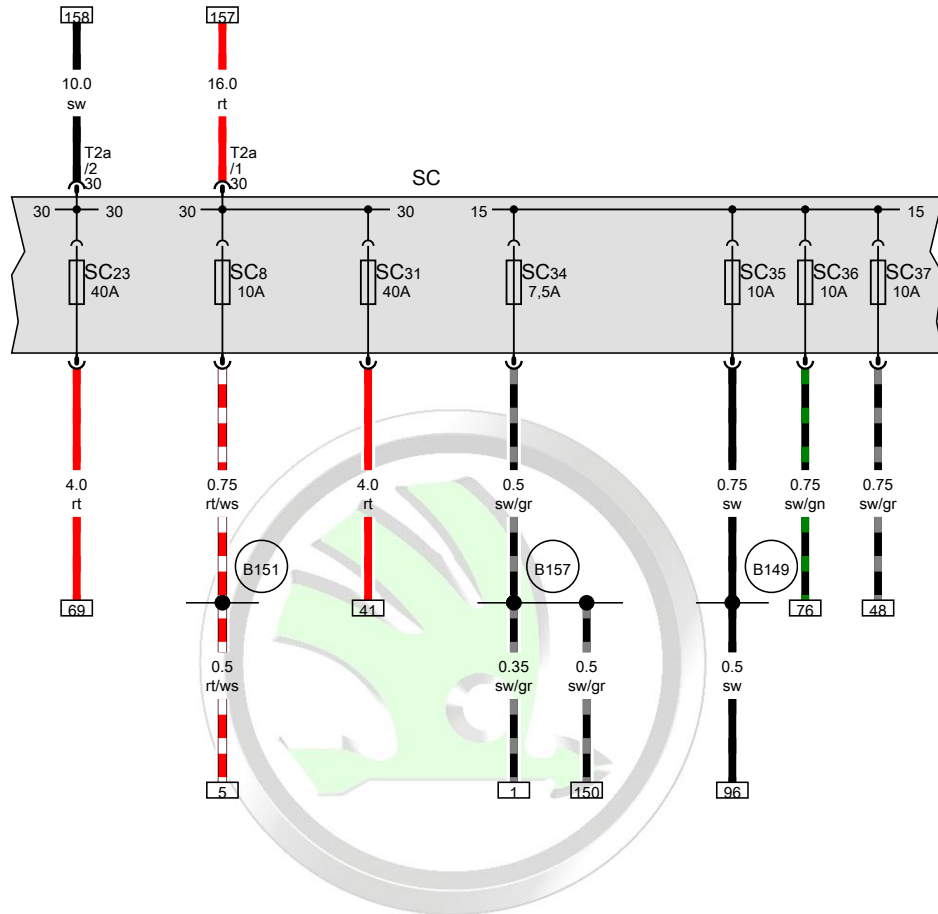 158
157
10.0
sw
16.0
rt
T2a
/2
30
T2a
/1
30
SC
30
30
30
30
15
15
SC23
40A
SC8
10A
SC31
40A
SC34
7,5A
SC35
10A
SC36
10A
SC37
10A
4.0
rt
0.75
rt/ws
4.0
rt
0.5
sw/gr
0.75
sw
0.75
sw/gn
0.75
sw/gr
B151
B157
B149
69
41
76
48
0.5
rt/ws
0.35
sw/gr
0.5
sw/gr
0.5
sw
5
1
150
96